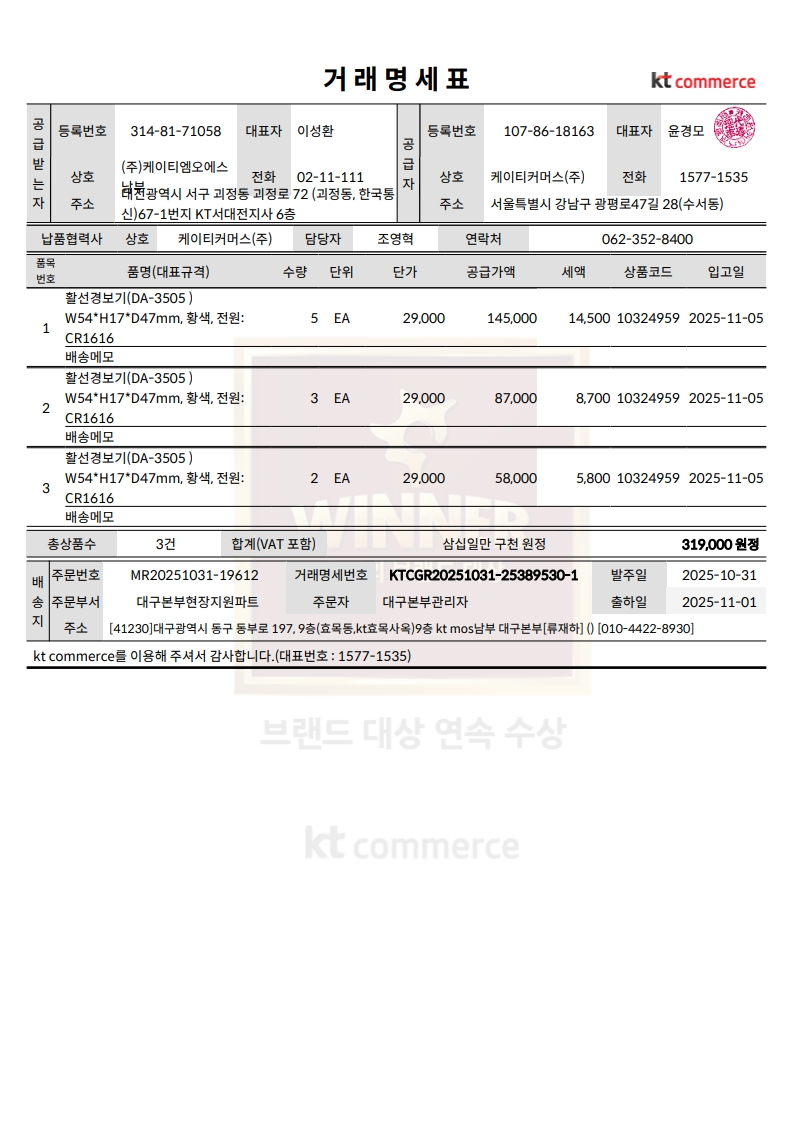 거래명세표
kt commerce
공급받는자 등록번호 314-81-71058 대표자 이성환 공급자 등록번호 107-86-18163 대표자 윤경모
상호 (주)케이티엠오에스남부 전화 02-11-111 상호 케이티커머스(주) 전화 1577-1535
주소 대전광역시 서구 괴정동 괴정로 72 (괴정동, 한국통
신)67-1번지 KT서대전지사 6층 주소 서울특별시 강남구 광평로47길 28(수서동)
납품협력사 상호 케이티커머스(주) 담당자 조영혁 연락처 062-352-8400
품목번호 품명(대표규격) 수량 단위 단가 공급가액 세액 상품코드 입고일
활선경보기(DA-3505 )
1 W54*H17*D47mm, 황색, 전원: 5 EA 29,000 145,000 14,500 10324959 2025-11-05
CR1616
배송메모
활선경보기(DA-3505 )
2 W54*H17*D47mm, 황색, 전원: 3 EA 29,000 87,000 8,700 10324959 2025-11-05
CR1616
배송메모
활선경보기(DA-3505 )
3 W54*H17*D47mm, 황색, 전원: 2 EA 29,000 58,000 5,800 10324959 2025-11-05
CR1616
배송메모
총상품수 3건 합계(VAT 포함) 삼십일만 구천 원정 319,000 원정
배송지 주문번호 MR20251031-19612 거래명세번호 KTCGR20251031-25389530-1 발주일 2025-10-31
주문부서 대구본부현장지원파트 주문자 대구본부관리자 출하일 2025-11-01
주소 [41230]대구광역시 동구 동부로 197, 9층(효목동,kt효목사옥)9층 kt mos남부 대구본부[류재하] () [010-4422-8930]
kt commerce를 이용해 주셔서 감사합니다.(대표번호 : 1577-1535)
WINNER
브랜드 대상 연속 수상
kt commerce